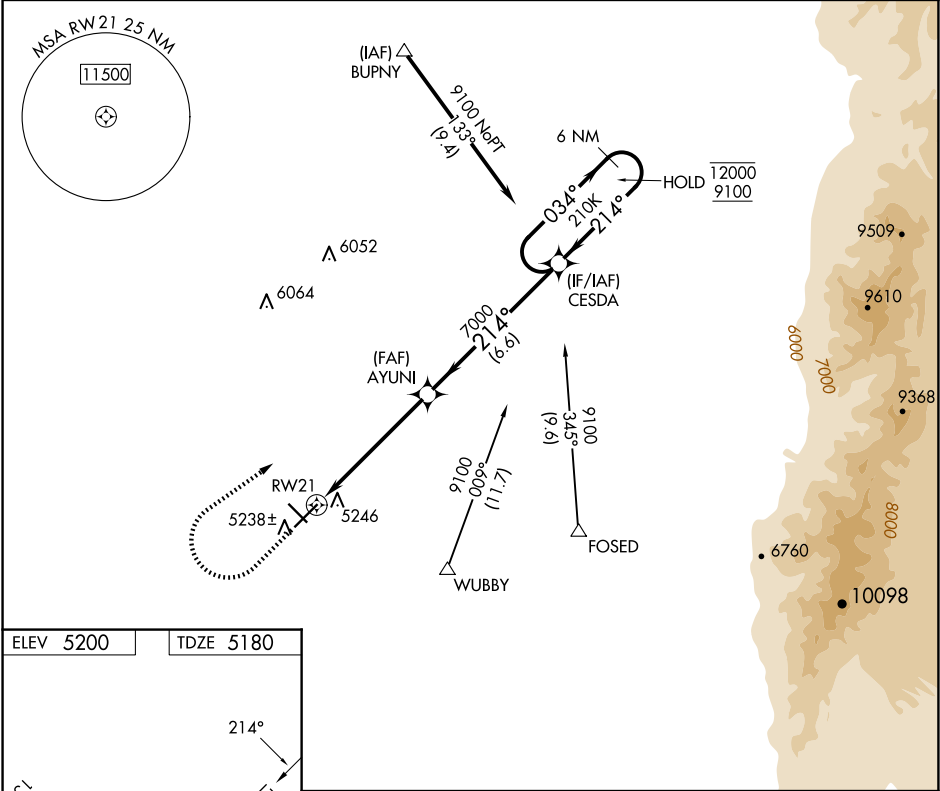 MSA RW21 25 NM
11500
(IAF)
BUPNY
9100 NoPT
133°
(9.4)
6 NM
HOLD
12000
9100
034°
210K
214°
(IF/IAF)
CESDA
6052
6064
7000
214°
(6.6)
(FAF)
AYUNI
9100
345°
(9.6)
9100
009°
(11.7)
RW21
5238±
5246
FOSED
WUBBY
9509
9610
6000
7000
9368
8000
6760
10098
ELEV 5200
TDZE 5180
214°